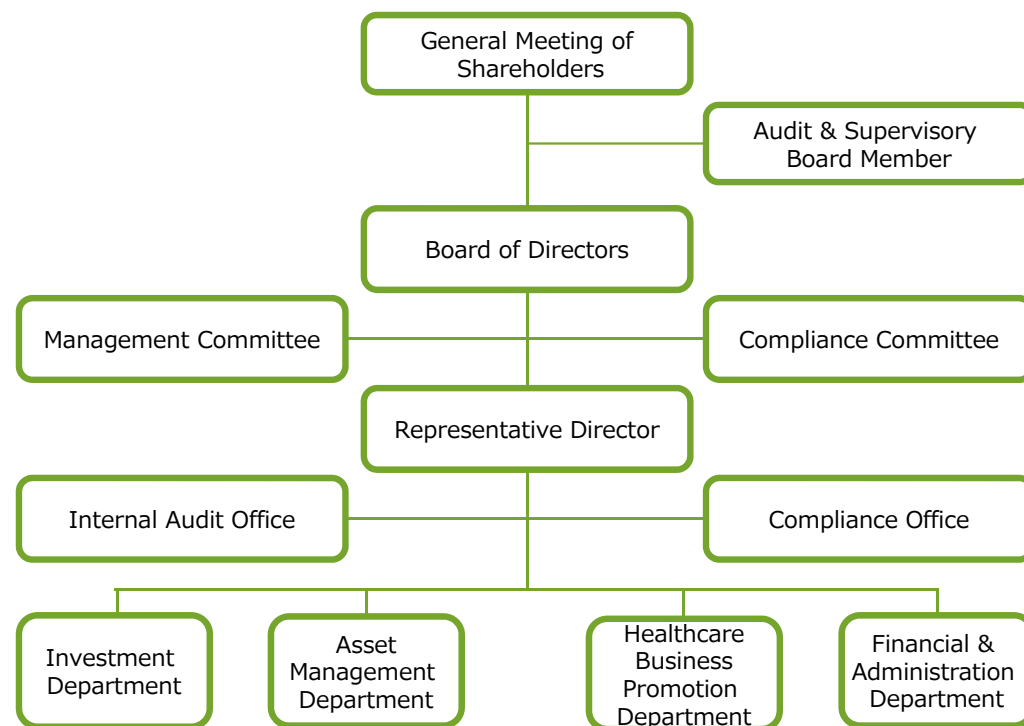 General Meeting of
Shareholders
Audit & Supervisory
Board Member
Board of Directors
Management Committee
Compliance Committee
Representative Director
Internal Audit Office
Compliance Office
Investment
Department
Asset
Management
Department
Healthcare
Business
Promotion
Department
Financial &
Administration
Department